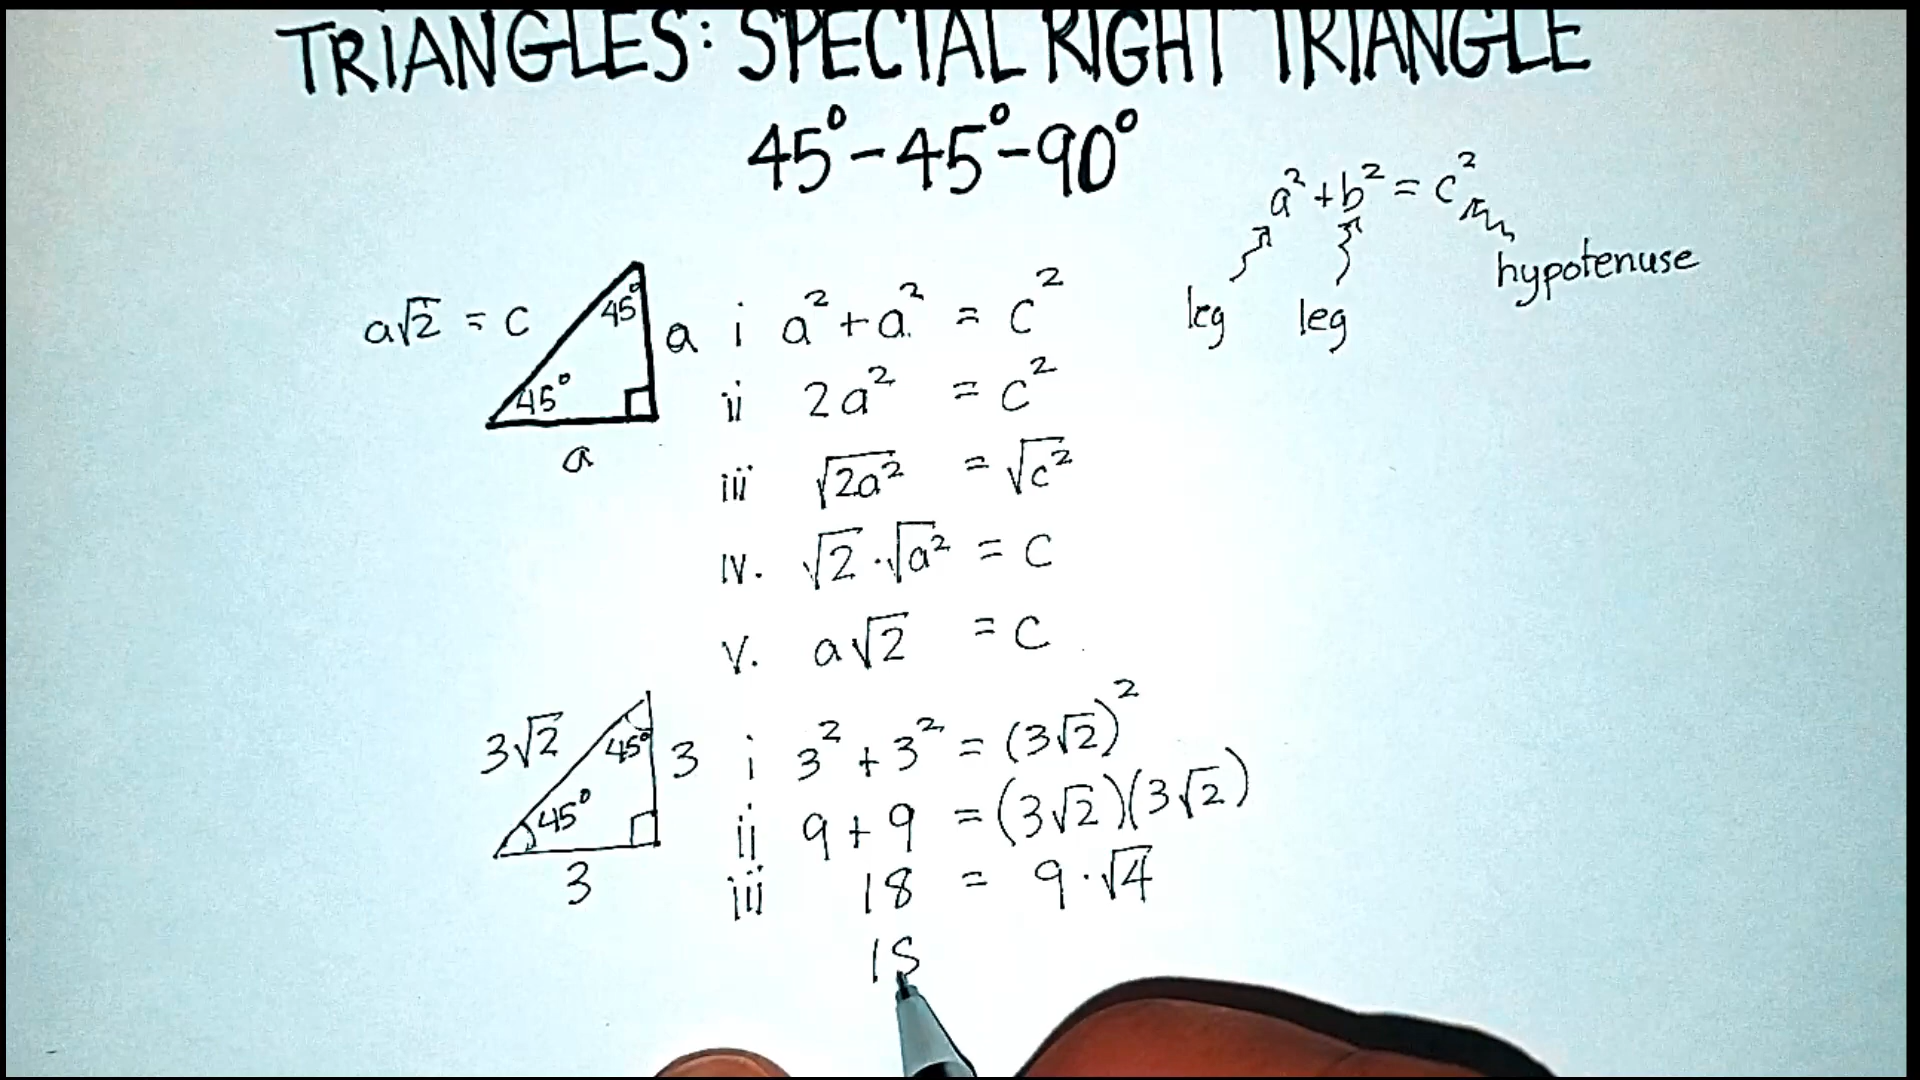 TRIANGLES: SPECIAL RIGHT TRIANGLE
45°-45°-90°
a² + b² = c²
leg leg hypotenuse
a√2 = c
45°
45°
a
a
i a² + a² = c²
ii 2a² = c²
iii √2a² = √c²
iv. √2 · √a² = c
v. a√2 = c
3√2
45°
45°
3
3
i 3² + 3² = (3√2)²
ii 9 + 9 = (3√2)(3√2)
iii 18 = 9 · √4
18